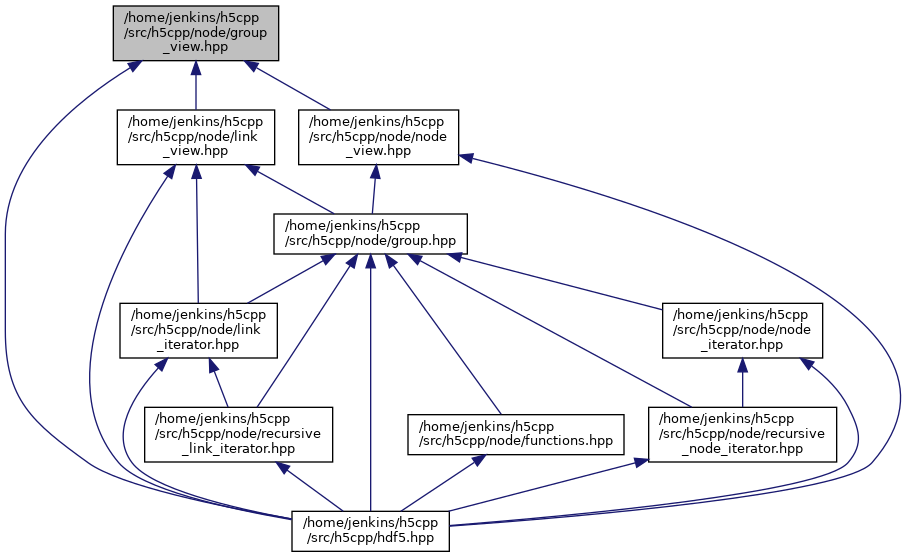 /home/jenkins/h5cpp
/src/h5cpp/node/group
_view.hpp
/home/jenkins/h5cpp
/src/h5cpp/node/link
_view.hpp
/home/jenkins/h5cpp
/src/h5cpp/node/node
_view.hpp
/home/jenkins/h5cpp
/src/h5cpp/node/group.hpp
/home/jenkins/h5cpp
/src/h5cpp/node/link
_iterator.hpp
/home/jenkins/h5cpp
/src/h5cpp/node/node
_iterator.hpp
/home/jenkins/h5cpp
/src/h5cpp/node/recursive
_link_iterator.hpp
/home/jenkins/h5cpp
/src/h5cpp/node/functions.hpp
/home/jenkins/h5cpp
/src/h5cpp/node/recursive
_node_iterator.hpp
/home/jenkins/h5cpp
/src/h5cpp/hdf5.hpp